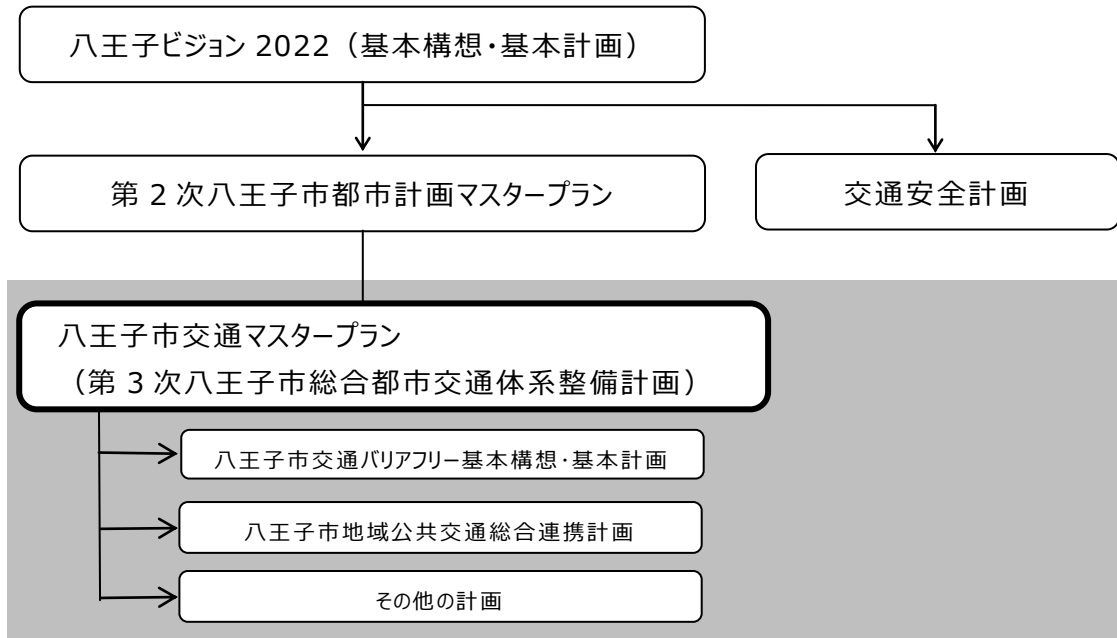 八王子ビジョン 2022（基本構想・基本計画）
第 2 次八王子市都市計画マスタープラン
交通安全計画
八王子市交通マスタープラン
（第 3 次八王子市総合都市交通体系整備計画）
八王子市交通バリアフリー基本構想・基本計画
八王子市地域公共交通総合連携計画
その他の計画